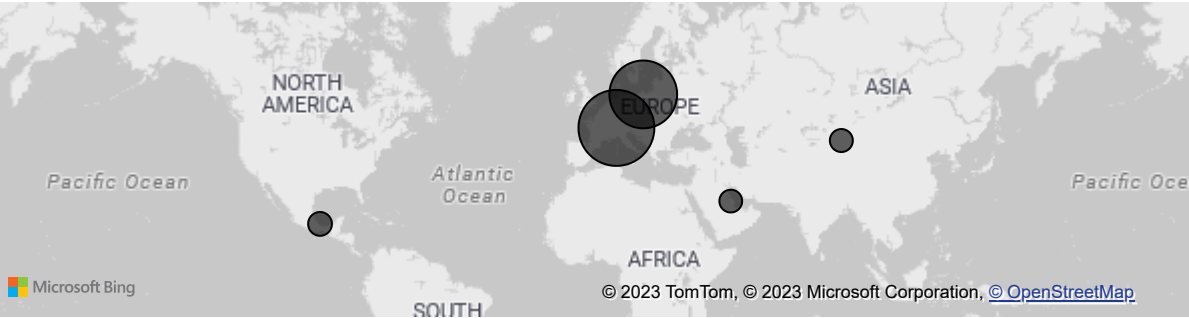 NORTH
AMERICA
EUROPE
ASIA
Pacific Ocean
Atlantic
Ocean
Pacific Oce
AFRICA
Microsoft Bing
© 2023 TomTom, © 2023 Microsoft Corporation, © OpenStreetMap
SOUTH